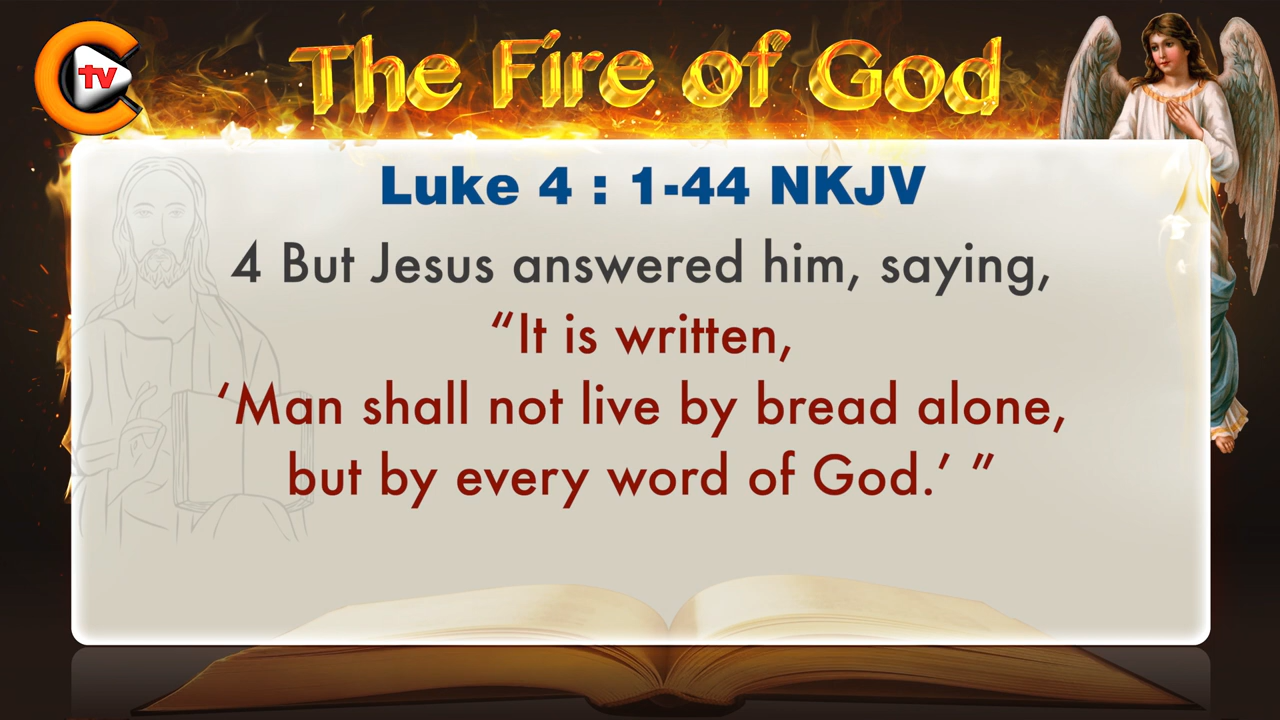 tv
The Fire of God
Luke 4 : 1-44 NKJV
4 But Jesus answered him, saying,
“It is written,
‘Man shall not live by bread alone,
but by every word of God.’ ”